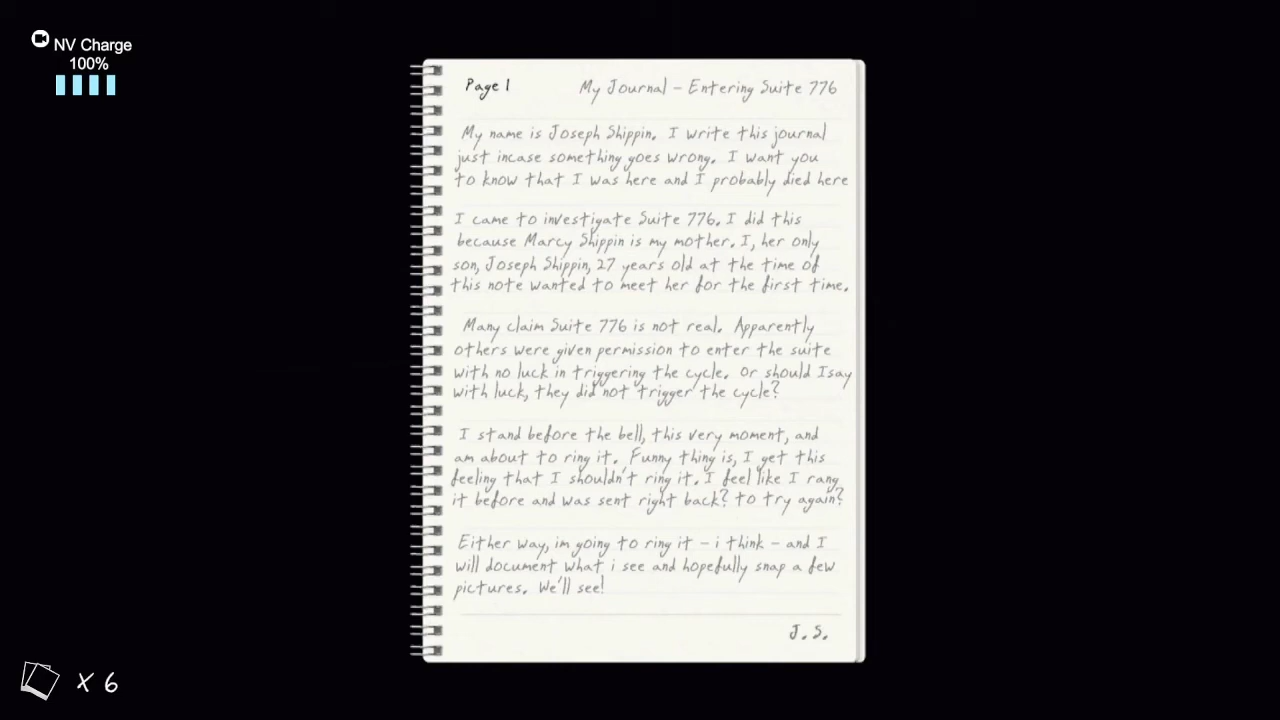 NV Charge
100%
Page 1
My Journal - Entering Suite 776
My name is Joseph Shippin. I write this journal
just incase something goes wrong. I want you
to know that I was here and I probably died here
I came to investigate Suite 776. I did this
because Marcy Shippin is my mother. I, her only
son, Joseph Shippin, 27 years old at the time of
this note wanted to meet her for the first time.
Many claim Suite 776 is not real. Apparently
others were given permission to enter the suite
with no luck in triggering the cycle. Or should I say
with luck, they did not trigger the cycle?
I stand before the bell, this very moment, and
am about to ring it. Funny thing is, I get this
feeling that I shouldn't ring it. I feel like I rang
it before and was sent right back? to try again?
Either way, im going to ring it - i think - and I
will document what i see and hopefully snap a few
pictures. We'll see!
J.S.
X 6